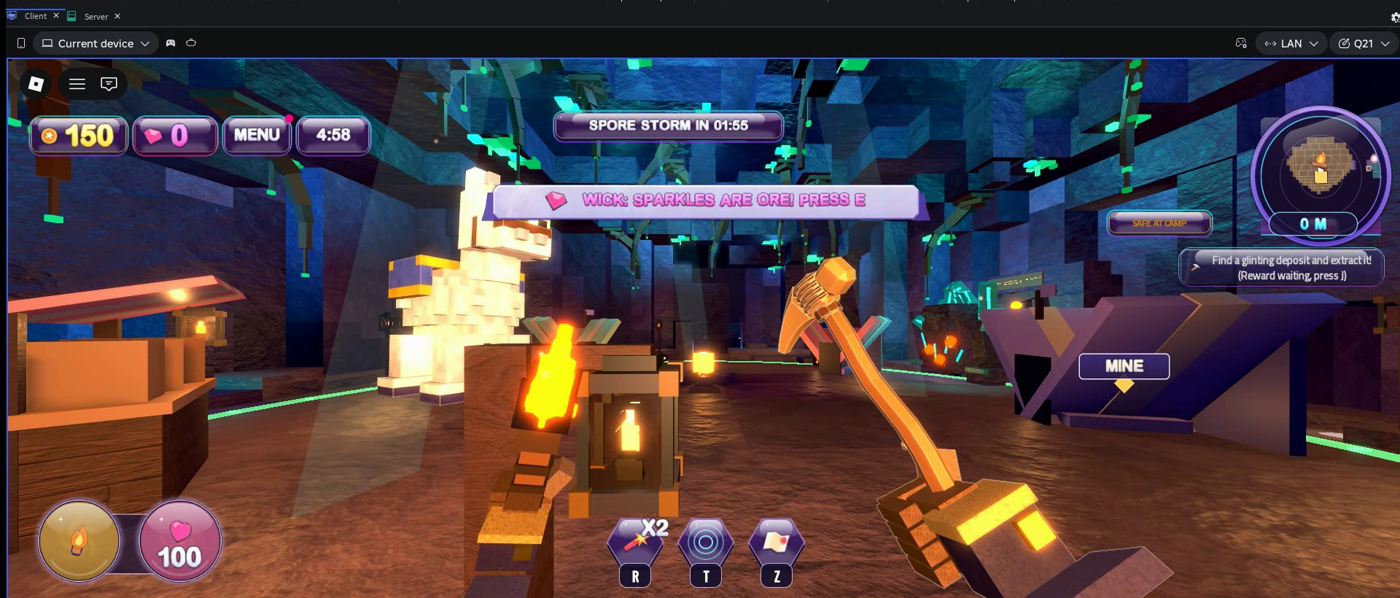 Client
Server
Current device
LAN
Q21
150
0
MENU
4:58
SPORE STORM IN 01:55
WICK: SPARKLES ARE ORE! PRESS E
SAFE AT CAMP
0 M
Find a glinting deposit and extract it!
(Reward waiting, press J)
MINE
100
X2
R
T
Z